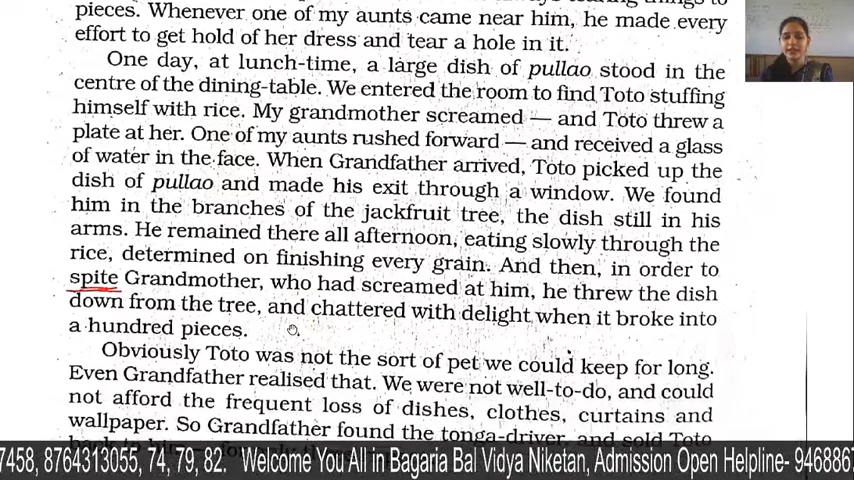 pieces. Whenever one of my aunts came near him, he made every
effort to get hold of her dress and tear a hole in it.
One day, at lunch-time, a large dish of pullao stood in the
centre of the dining-table. We entered the room to find Toto stuffing
himself with rice. My grandmother screamed — and Toto threw a
plate at her. One of my aunts rushed forward — and received a glass
of water in the face. When Grandfather arrived, Toto picked up the
dish of pullao and made his exit through a window. We found
him in the branches of the jackfruit tree, the dish still in his
arms. He remained there all afternoon, eating slowly through the
rice, determined on finishing every grain. And then, in order to
spite Grandmother, who had screamed at him, he threw the dish
down from the tree, and chattered with delight when it broke into
a hundred pieces.
Obviously Toto was not the sort of pet we could keep for long.
Even Grandfather realised that. We were not well-to-do, and could
not afford the frequent loss of dishes, clothes, curtains and
wallpaper. So Grandfather found the tonga-driver, and sold Toto
7458, 8764313055, 74, 79, 82. Welcome You All in Bagaria Bal Vidya Niketan, Admission Open Helpline- 946886